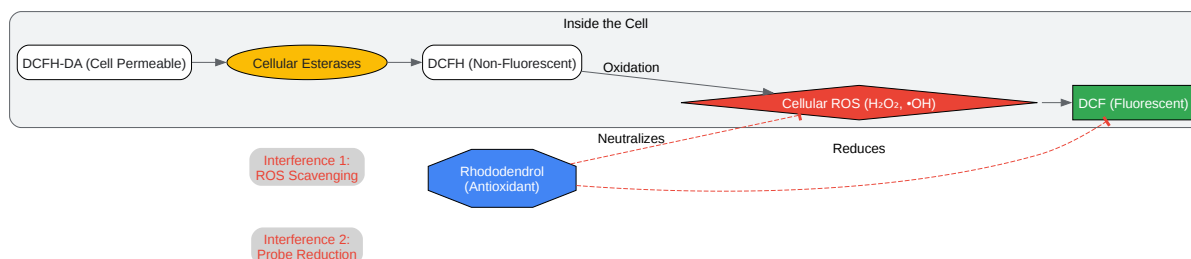 Inside the Cell
DCFH-DA (Cell Permeable)
Cellular Esterases
DCFH (Non-Fluorescent)
Oxidation
Cellular ROS (H₂O₂, •OH)
DCF (Fluorescent)
Neutralizes
Reduces
Interference 1:
ROS Scavenging
Rhododendrol
(Antioxidant)
Interference 2:
Probe Reduction